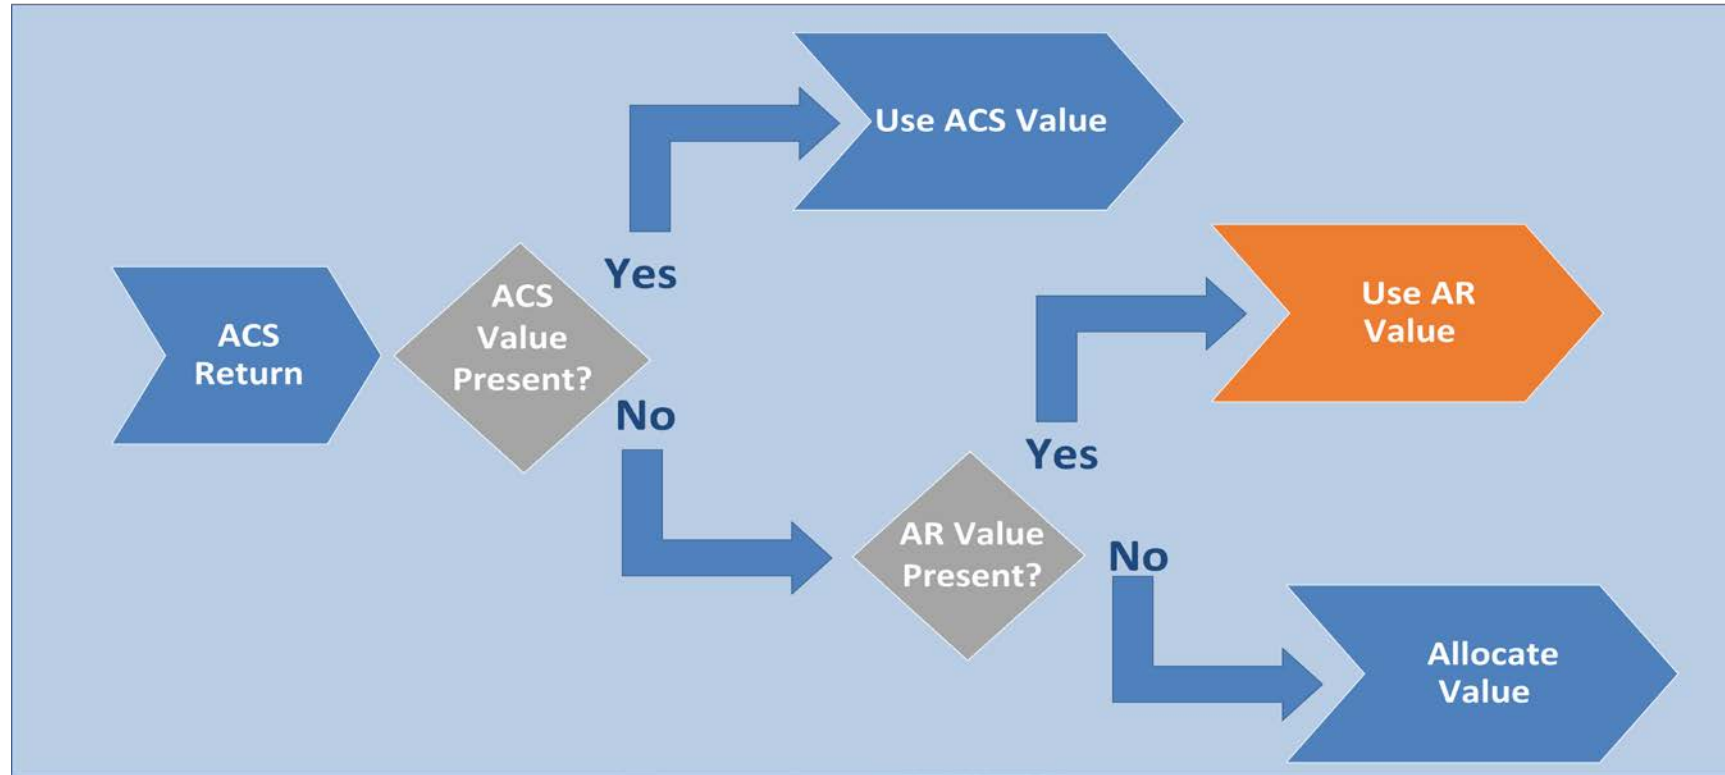 ACS
Return
ACS
Value
Present?
Yes
Use ACS Value
No
AR Value
Present?
Yes
Use AR
Value
No
Allocate
Value